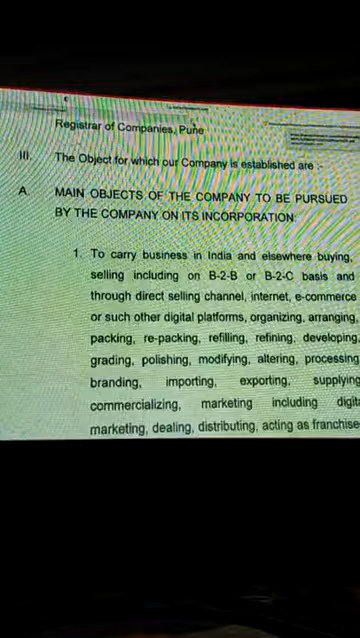 Registrar of Companies, Pune
III. The Object for which our Company is established are :-
A. MAIN OBJECTS OF THE COMPANY TO BE PURSUED
BY THE COMPANY ON ITS INCORPORATION:
1. To carry business in India and elsewhere buying,
selling including on B-2-B or B-2-C basis and
through direct selling channel, internet, e-commerce
or such other digital platforms, organizing, arranging,
packing, re-packing, refilling, refining, developing,
grading, polishing, modifying, altering, processing
branding, importing, exporting, supplying
commercializing, marketing including digit
marketing, dealing, distributing, acting as franchise